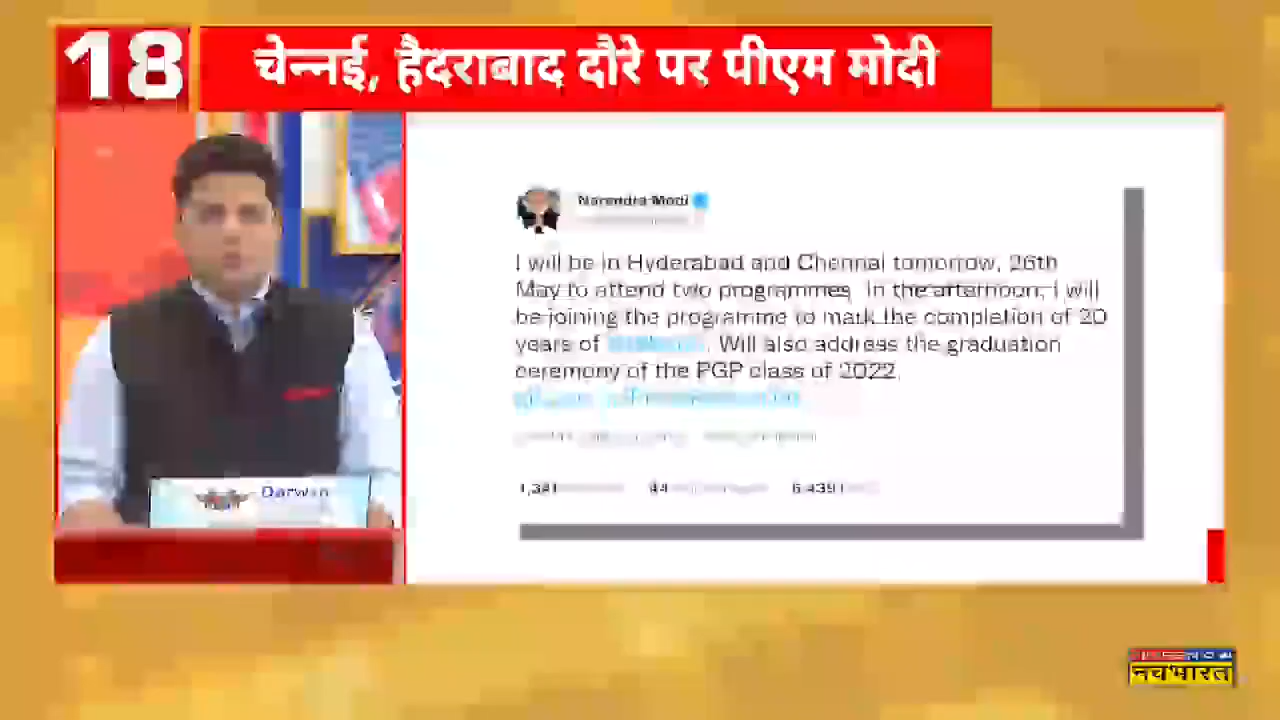 18
चेन्नई, हैदराबाद दौरे पर पीएम मोदी
Narendra Modi
I will be in Hyderabad and Chennai tomorrow, 26th
May to attend two programmes. In the afternoon, I will
be joining the programme to mark the completion of 20
years of . Will also address the graduation
ceremony of the PGP class of 2022.
Darwin
नवभारत